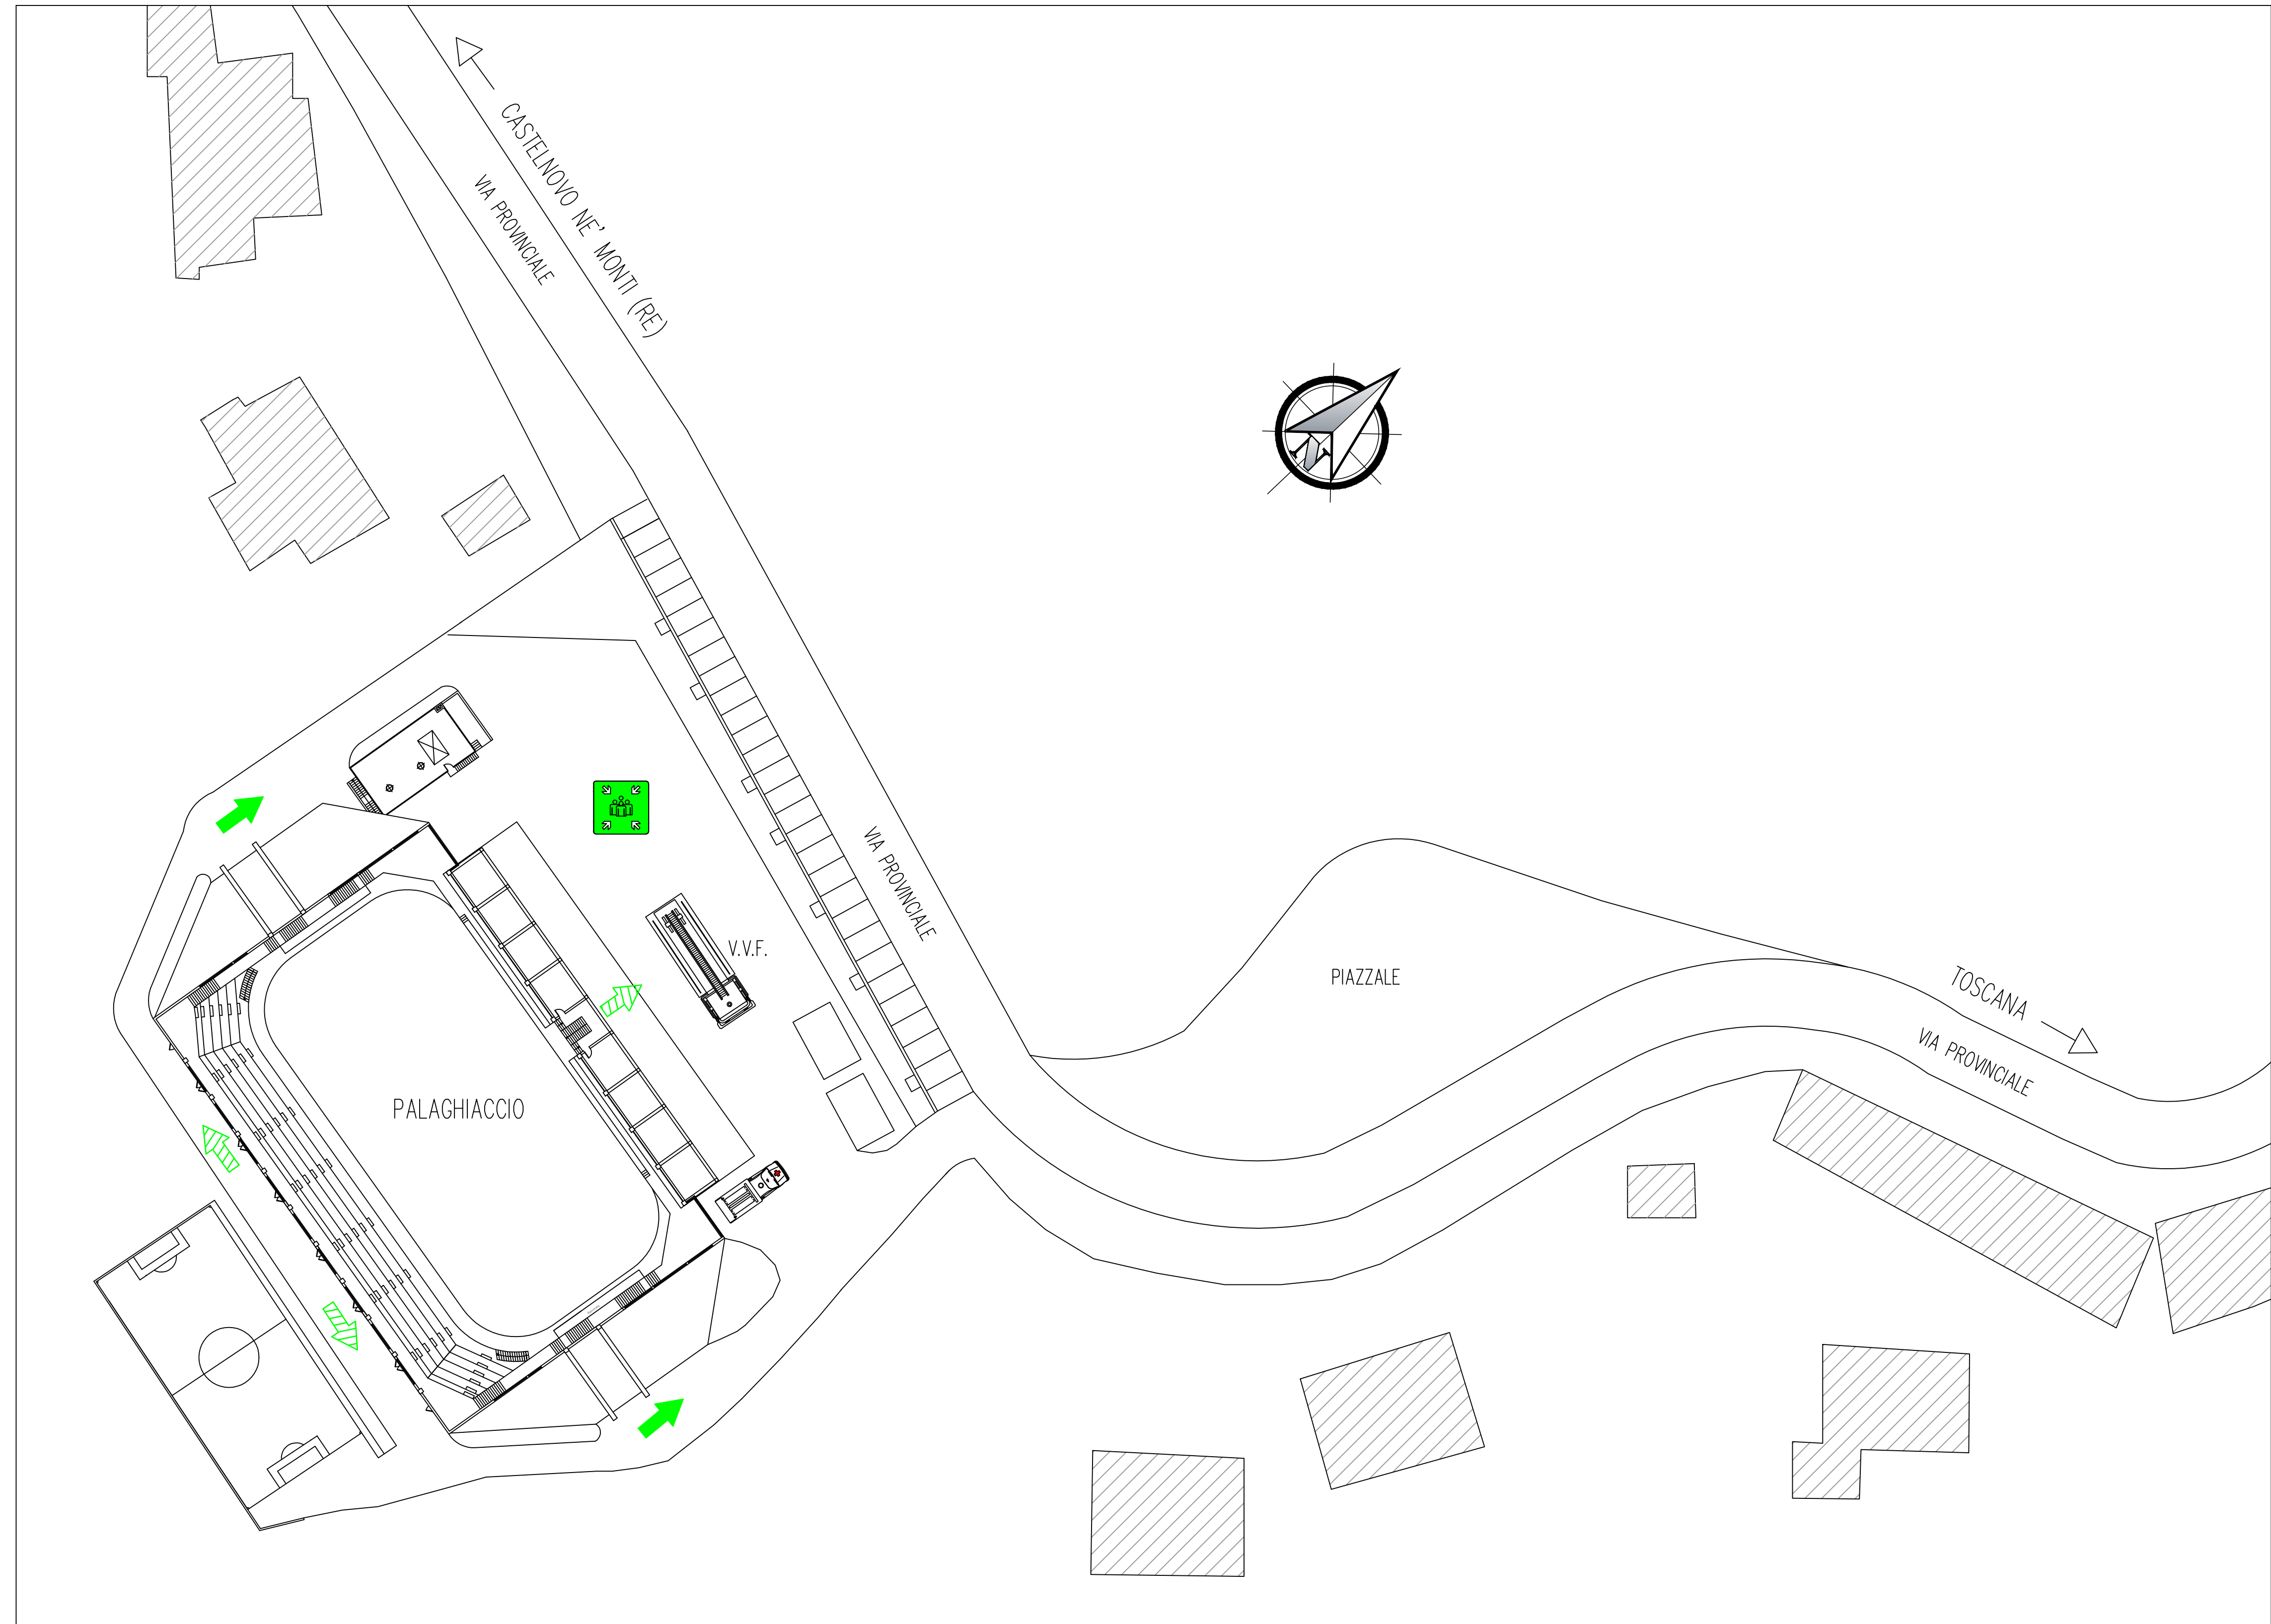 CASTELNOVO NE' MONTI (RE)
VIA PROVINCIALE
N
V.V.F.
VIA PROVINCIALE
PIAZZALE
TOSCANA
VIA PROVINCIALE
PALAGHIACCIO